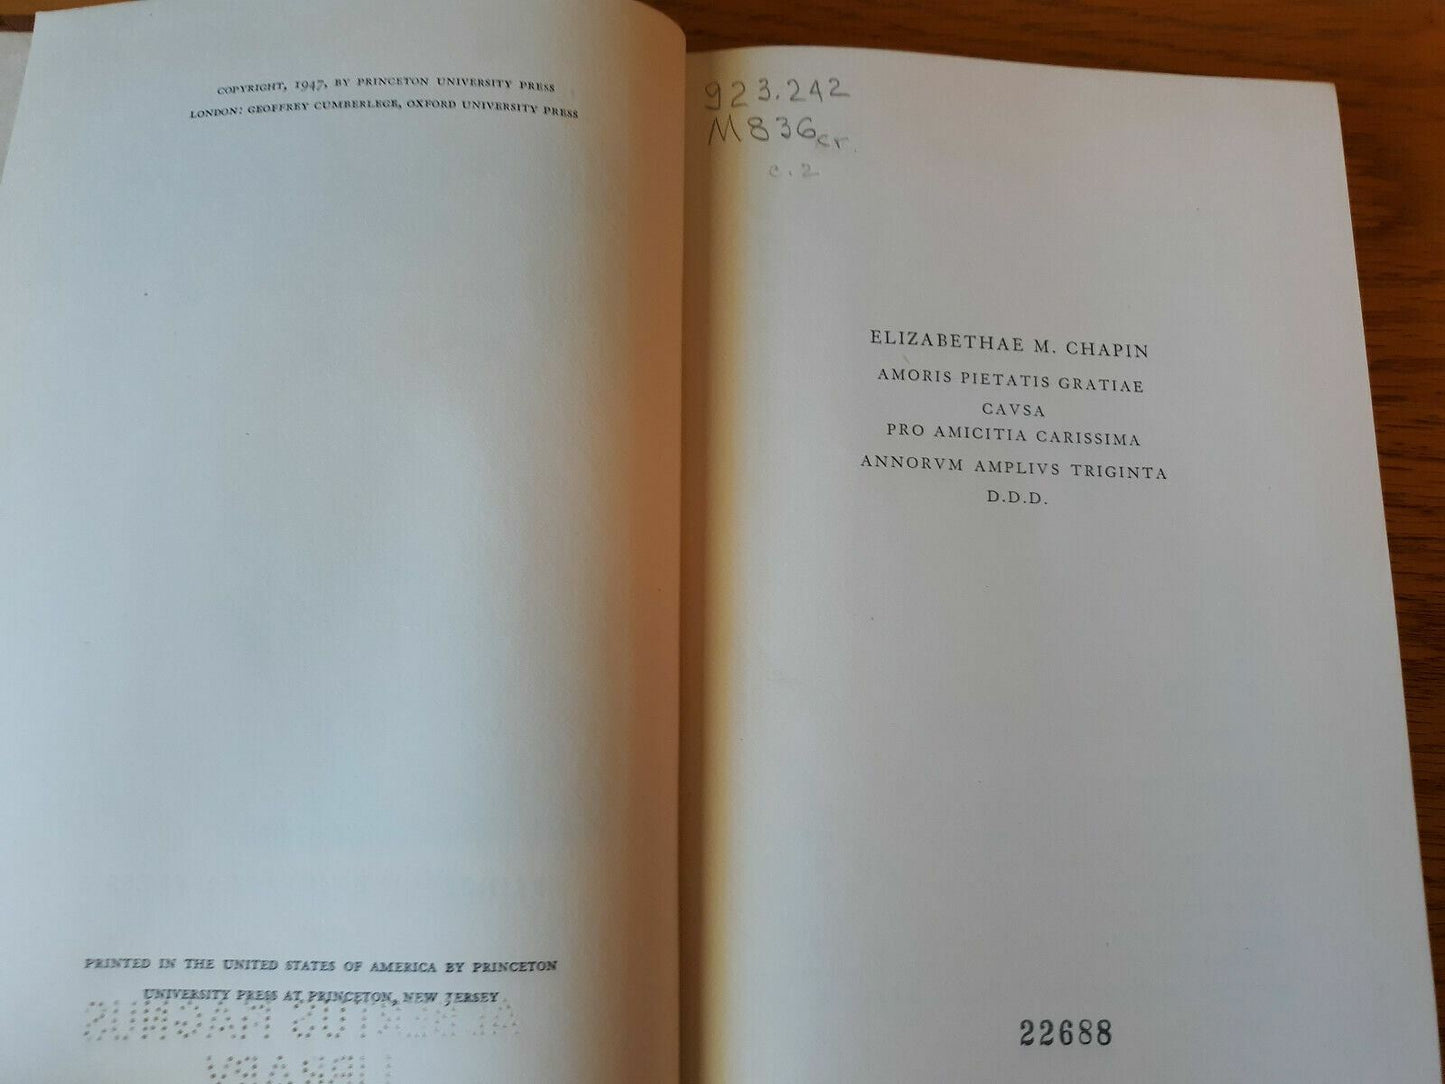 COPYRIGHT, 1947, BY PRINCETON UNIVERSITY PRESS
LONDON: GEOFFREY CUMBERLEGE, OXFORD UNIVERSITY PRESS
PRINTED IN THE UNITED STATES OF AMERICA BY PRINCETON
UNIVERSITY PRESS AT PRINCETON, NEW JERSEY
923.242
M836cr.
c.2
ELIZABETHAE M. CHAPIN
AMORIS PIETATIS GRATIAE
CAVSA
PRO AMICITIA CARISSIMA
ANNORVM AMPLIVS TRIGINTA
D.D.D.
22688